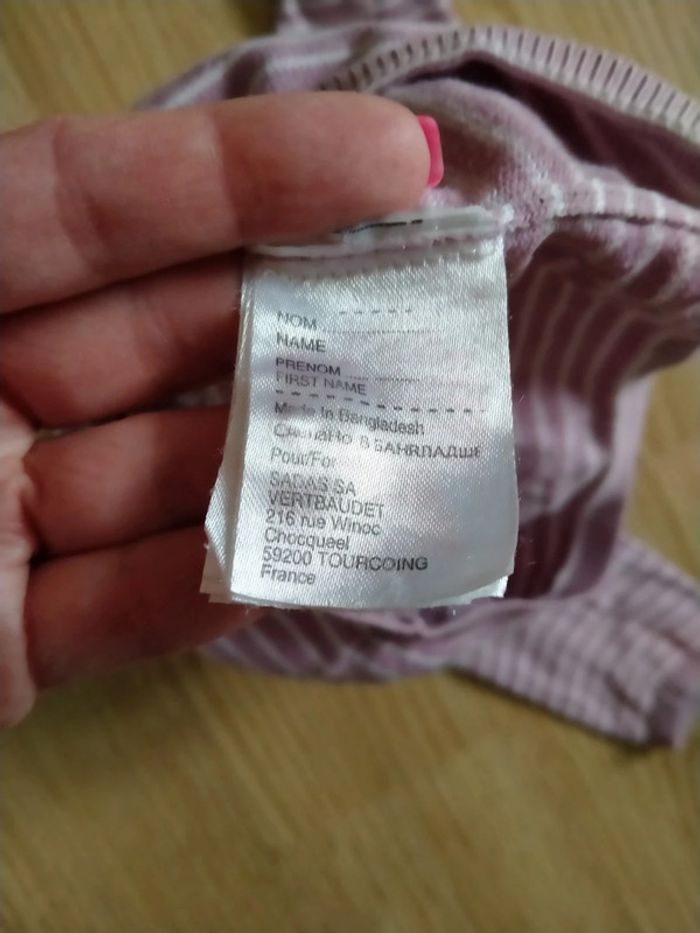 NOM
NAME
PRENOM
FIRST NAME
Made In Bangladesh
Сделано в БАНГЛАДЕШ
Pour/For
SADAS SA
VERTBAUDET
216 rue Winoc
Chocqueel
59200 TOURCOING
France